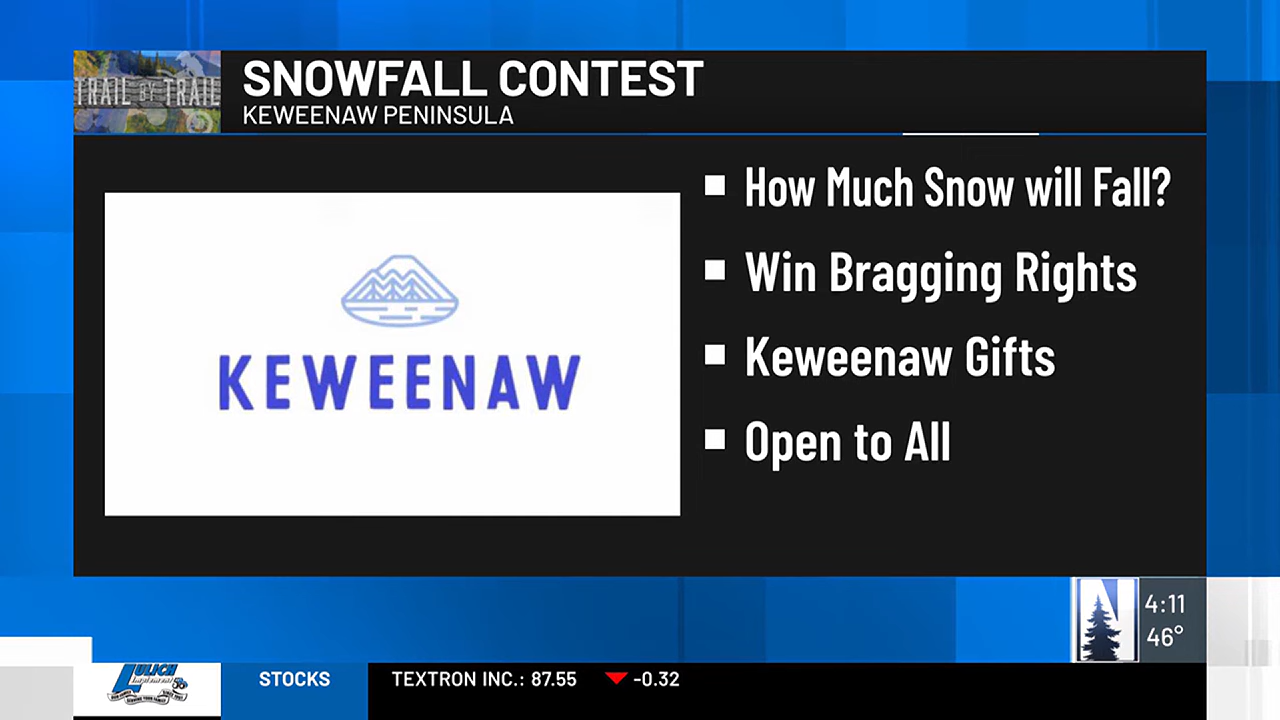 TRAIL BY TRAIL
SNOWFALL CONTEST
KEWEENAW PENINSULA
How Much Snow will Fall?
Win Bragging Rights
KEWEENAW
Keweenaw Gifts
Open to All
N
4:11
46°
STOCKS
TEXTRON INC.: 87.55
-0.32